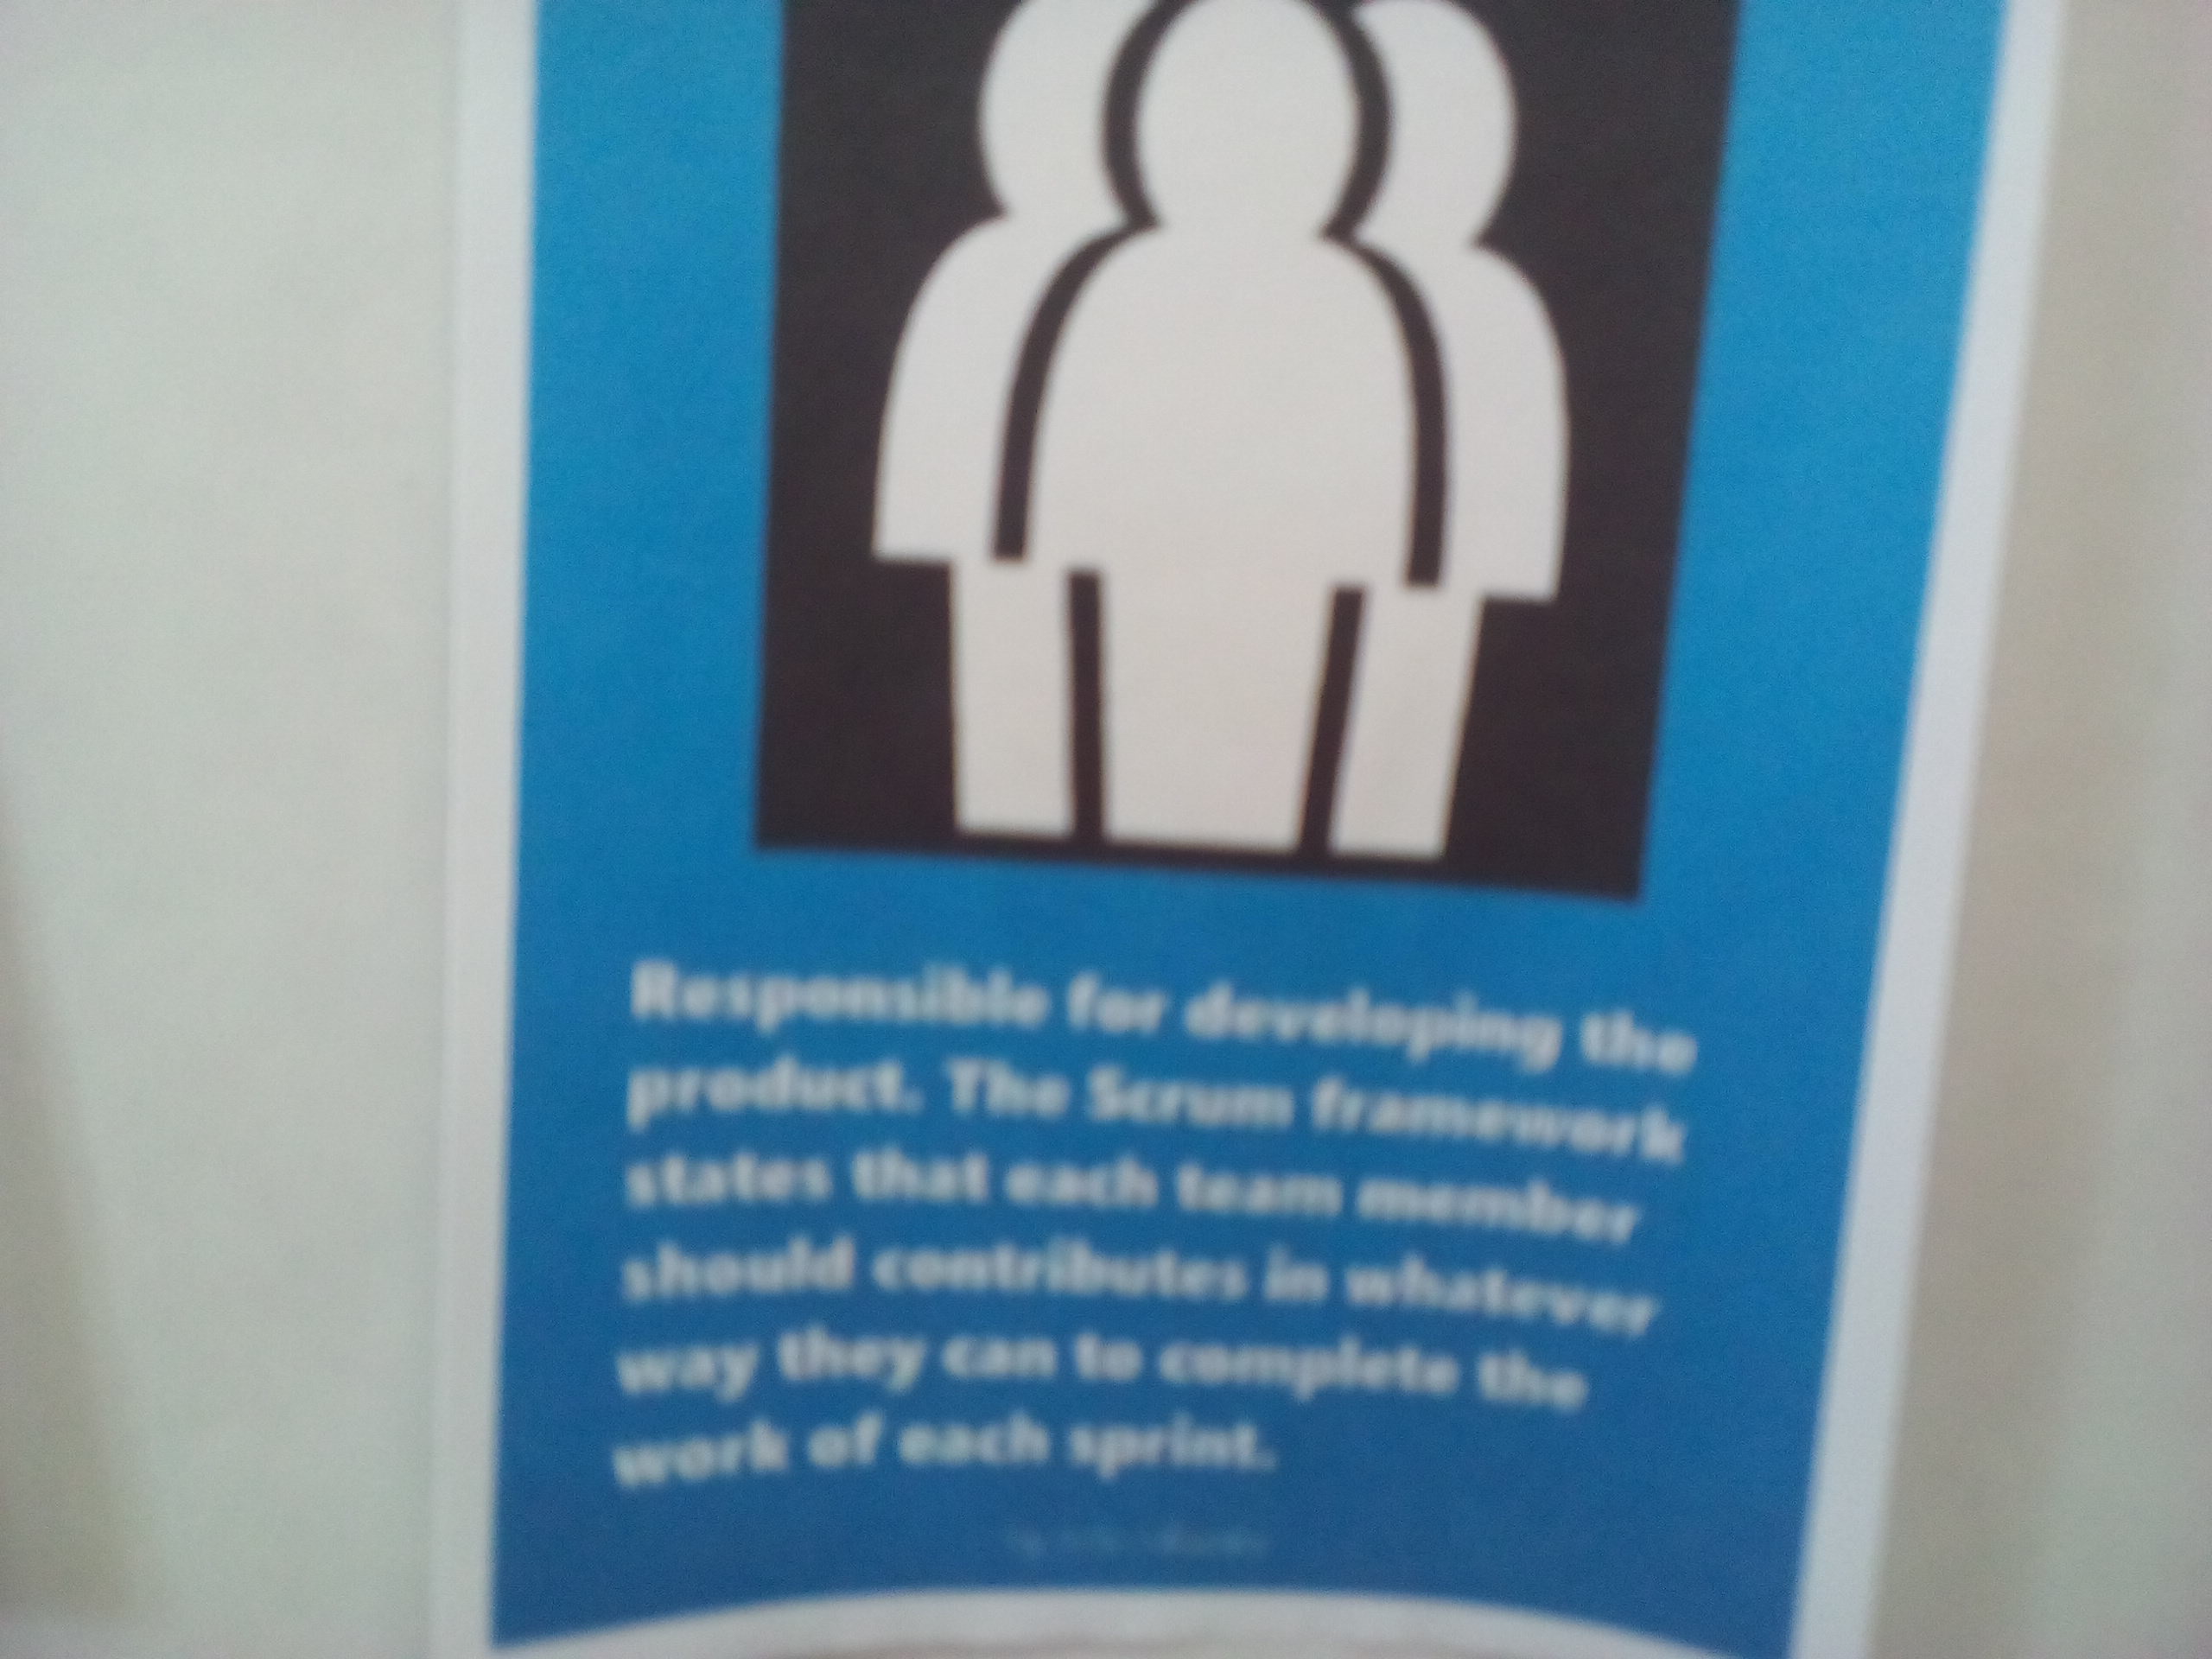 Responsible for developing the
product. The Scrum framework
states that each team member
should contributes in whatever
way they can to complete the
work of each sprint.